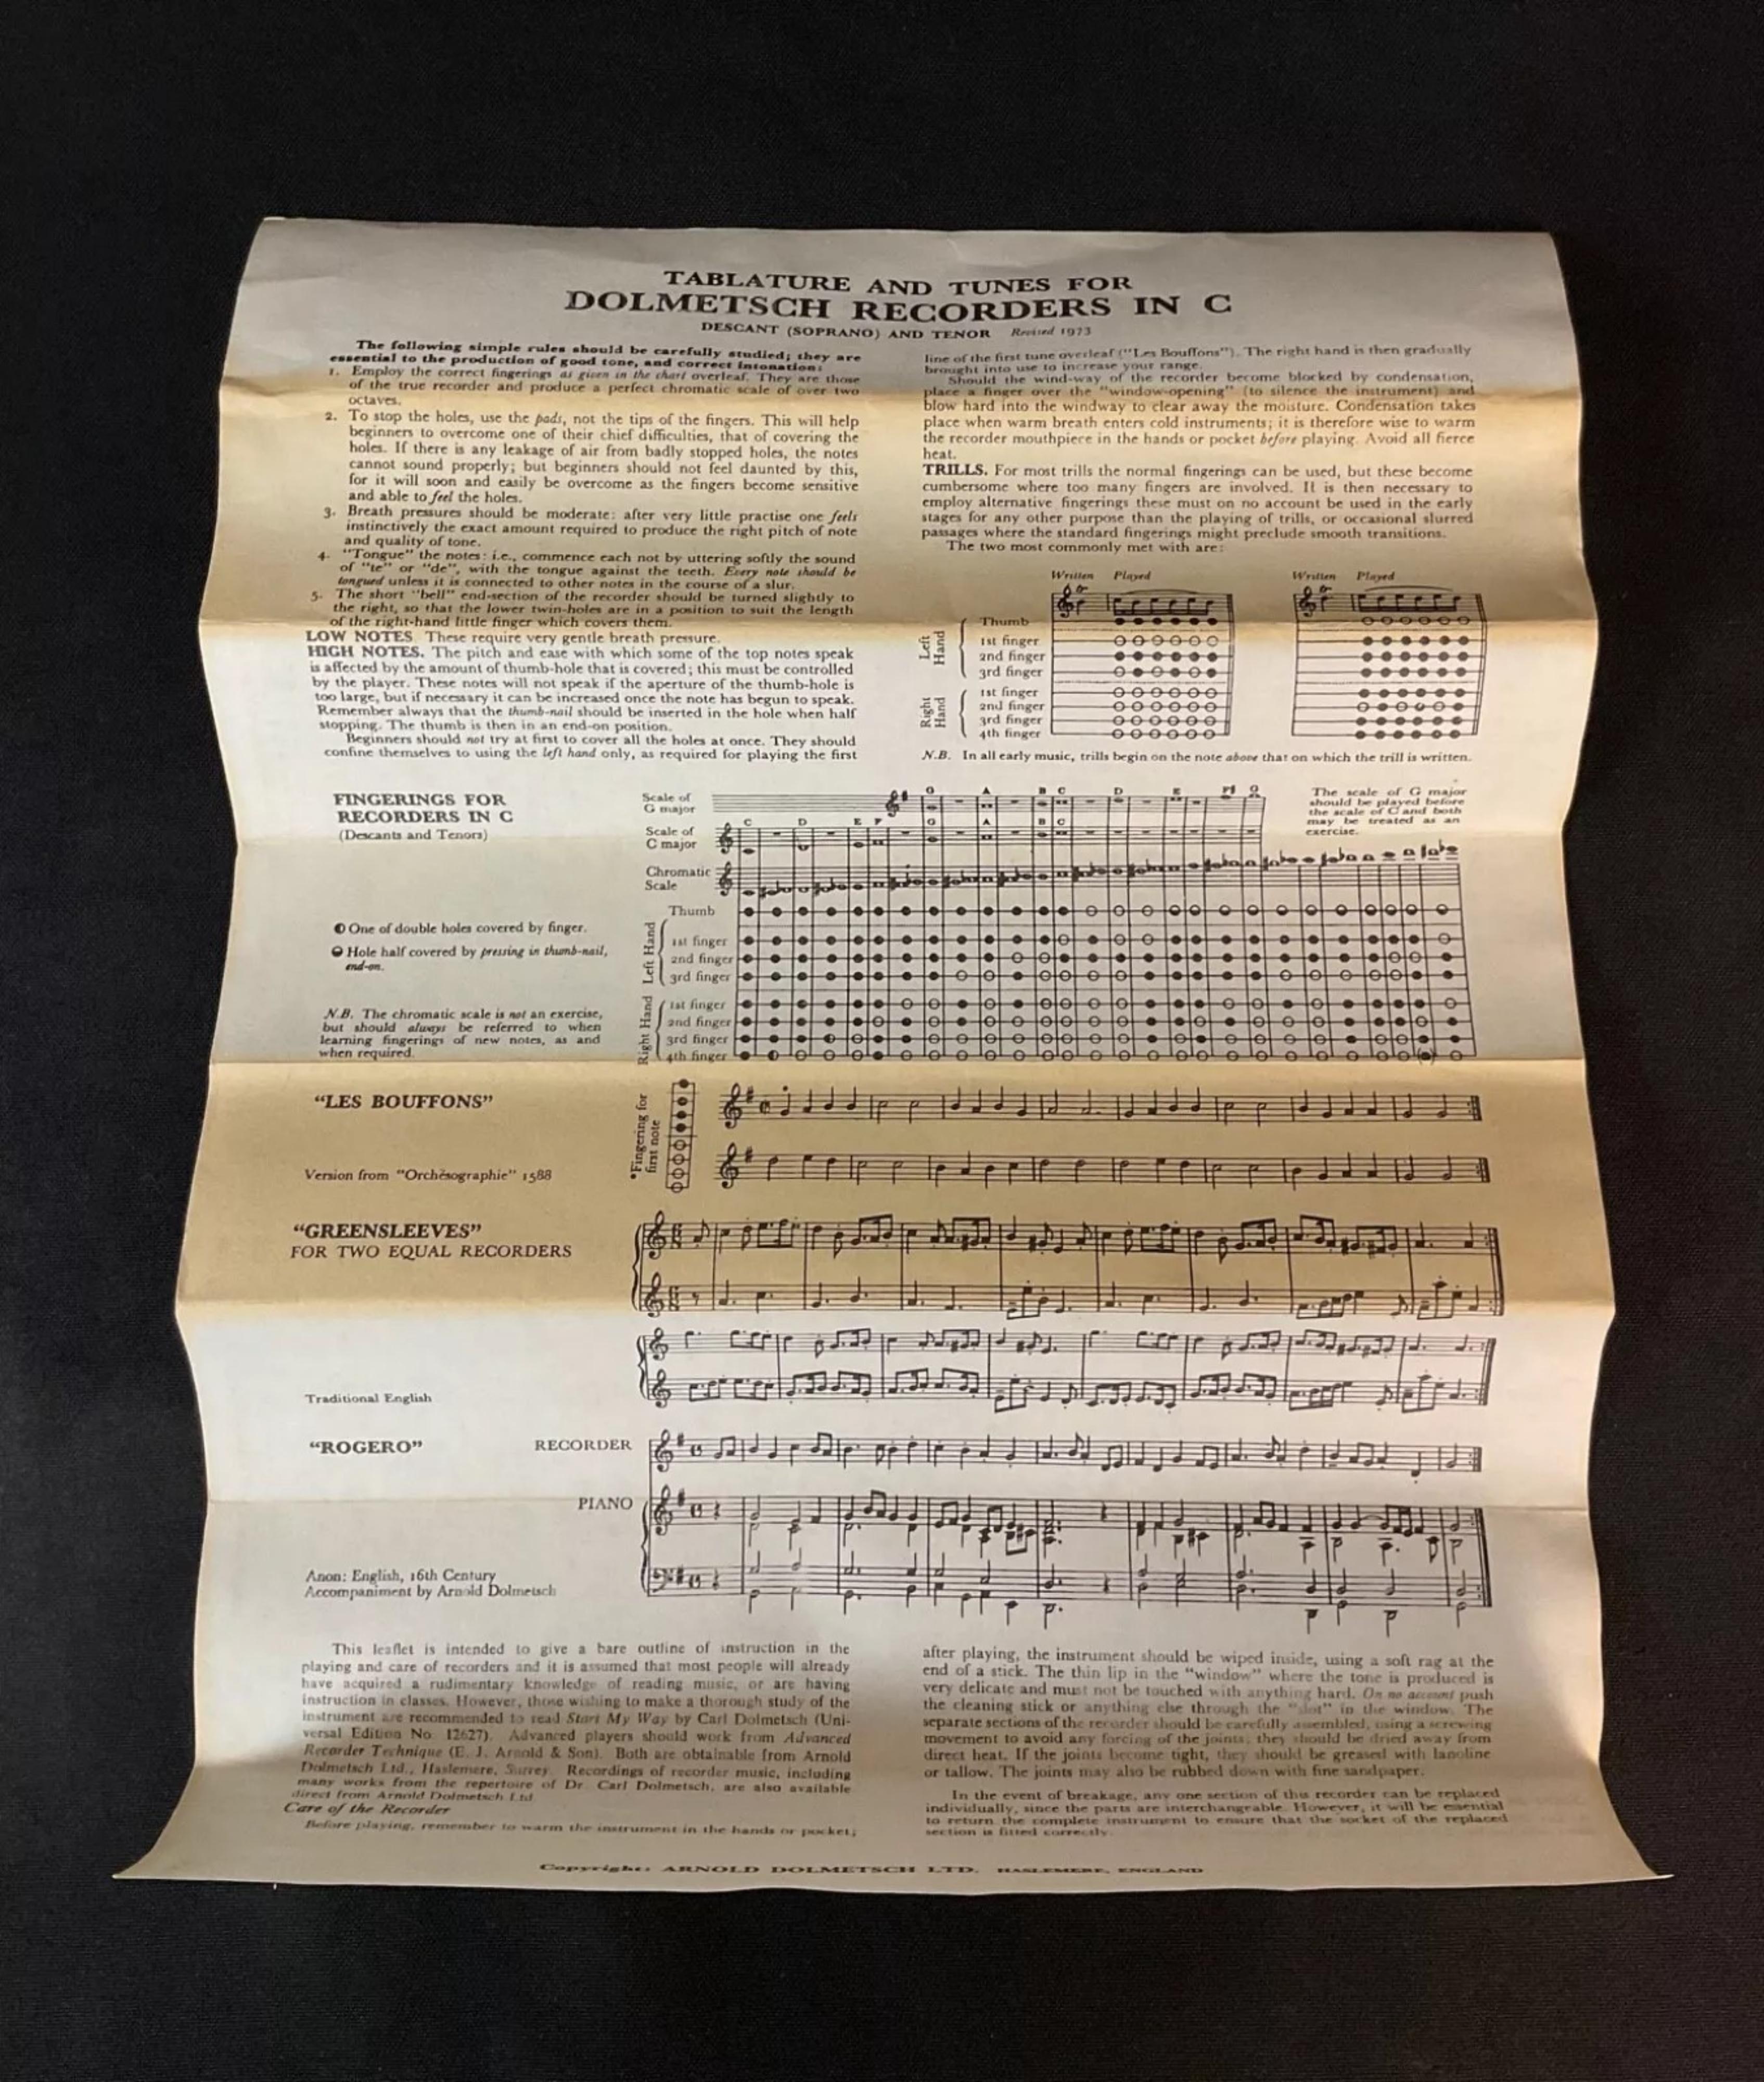 TABLATURE AND TUNES FOR
DOLMETSCH RECORDERS IN C
DESCANT (SOPRANO) AND TENOR Revised 1973
The following simple rules should be carefully studied; they are
essential to the production of good tone, and correct intonation:
1. Employ the correct fingerings as given in the chart overleaf. They are those
of the true recorder and produce a perfect chromatic scale of over two
octaves.
2. To stop the holes, use the pads, not the tips of the fingers. This will help
beginners to overcome one of their chief difficulties, that of covering the
holes. If there is any leakage of air from badly stopped holes, the notes
cannot sound properly; but beginners should not feel daunted by this,
for it will soon and easily be overcome as the fingers become sensitive
and able to feel the holes.
3. Breath pressures should be moderate: after very little practise one feels
instinctively the exact amount required to produce the right pitch of note
and quality of tone.
4. "Tongue" the notes: i.e., commence each not by uttering softly the sound
of "te" or "de", with the tongue against the teeth. Every note should be
tongued unless it is connected to other notes in the course of a slur.
5. The short "bell" end-section of the recorder should be turned slightly to
the right, so that the lower twin-holes are in a position to suit the length
of the right-hand little finger which covers them.
LOW NOTES. These require very gentle breath pressure.
HIGH NOTES. The pitch and ease with which some of the top notes speak
is affected by the amount of thumb-hole that is covered; this must be controlled
by the player. These notes will not speak if the aperture of the thumb-hole is
too large, but if necessary it can be increased once the note has begun to speak.
Remember always that the thumb-nail should be inserted in the hole when half
stopping. The thumb is then in an end-on position.
Beginners should not try at first to cover all the holes at once. They should
confine themselves to using the left hand only, as required for playing the first
line of the first tune overleaf ("Les Bouffons"). The right hand is then gradually
brought into use to increase your range.
Should the wind-way of the recorder become blocked by condensation,
place a finger over the "window-opening" (to silence the instrument) and
blow hard into the windway to clear away the moisture. Condensation takes
place when warm breath enters cold instruments; it is therefore wise to warm
the recorder mouthpiece in the hands or pocket before playing. Avoid all fierce
heat.
TRILLS. For most trills the normal fingerings can be used, but these become
cumbersome where too many fingers are involved. It is then necessary to
employ alternative fingerings these must on no account be used in the early
stages for any other purpose than the playing of trills, or occasional slurred
passages where the standard fingerings might preclude smooth transitions.
The two most commonly met with are:
Written Played Written Played
Left Hand
Thumb
1st finger
2nd finger
3rd finger
Right Hand
1st finger
2nd finger
3rd finger
4th finger
N.B. In all early music, trills begin on the note above that on which the trill is written.
FINGERINGS FOR
RECORDERS IN C
(Descants and Tenors)
Scale of
G major
G A B C D E F# G
Scale of
C major
C D E F G A B C
The scale of G major
should be played before
the scale of C and both
may be treated as an
exercise.
Chromatic
Scale
One of double holes covered by finger.
Hole half covered by pressing in thumb-nail,
end-on.
N.B. The chromatic scale is not an exercise,
but should always be referred to when
learning fingerings of new notes, as and
when required.
Thumb
Left Hand
1st finger
2nd finger
3rd finger
Right Hand
1st finger
2nd finger
3rd finger
4th finger
"LES BOUFFONS"
Version from "Orchèsographie" 1588
*Fingering for
first note
"GREENSLEEVES"
FOR TWO EQUAL RECORDERS
Traditional English
"ROGERO"
RECORDER
PIANO
Anon: English, 16th Century
Accompaniment by Arnold Dolmetsch
This leaflet is intended to give a bare outline of instruction in the
playing and care of recorders and it is assumed that most people will already
have acquired a rudimentary knowledge of reading music, or are having
instruction in classes. However, those wishing to make a thorough study of the
instrument are recommended to read Start My Way by Carl Dolmetsch (Uni-
versal Edition No. 12627). Advanced players should work from Advanced
Recorder Technique (E. J. Arnold & Son). Both are obtainable from Arnold
Dolmetsch Ltd., Haslemere, Surrey. Recordings of recorder music, including
many works from the repertoire of Dr. Carl Dolmetsch, are also available
direct from Arnold Dolmetsch Ltd
Care of the Recorder
Before playing, remember to warm the instrument in the hands or pocket;
after playing, the instrument should be wiped inside, using a soft rag at the
end of a stick. The thin lip in the "window" where the tone is produced is
very delicate and must not be touched with anything hard. On no account push
the cleaning stick or anything else through the "slot" in the window. The
separate sections of the recorder should be carefully assembled, using a screwing
movement to avoid any forcing of the joints; they should be dried away from
direct heat. If the joints become tight, they should be greased with lanoline
or tallow. The joints may also be rubbed down with fine sandpaper.
In the event of breakage, any one section of this recorder can be replaced
individually, since the parts are interchangeable. However, it will be essential
to return the complete instrument to ensure that the socket of the replaced
section is fitted correctly.
Copyright: ARNOLD DOLMETSCH LTD. HASLEMERE, ENGLAND